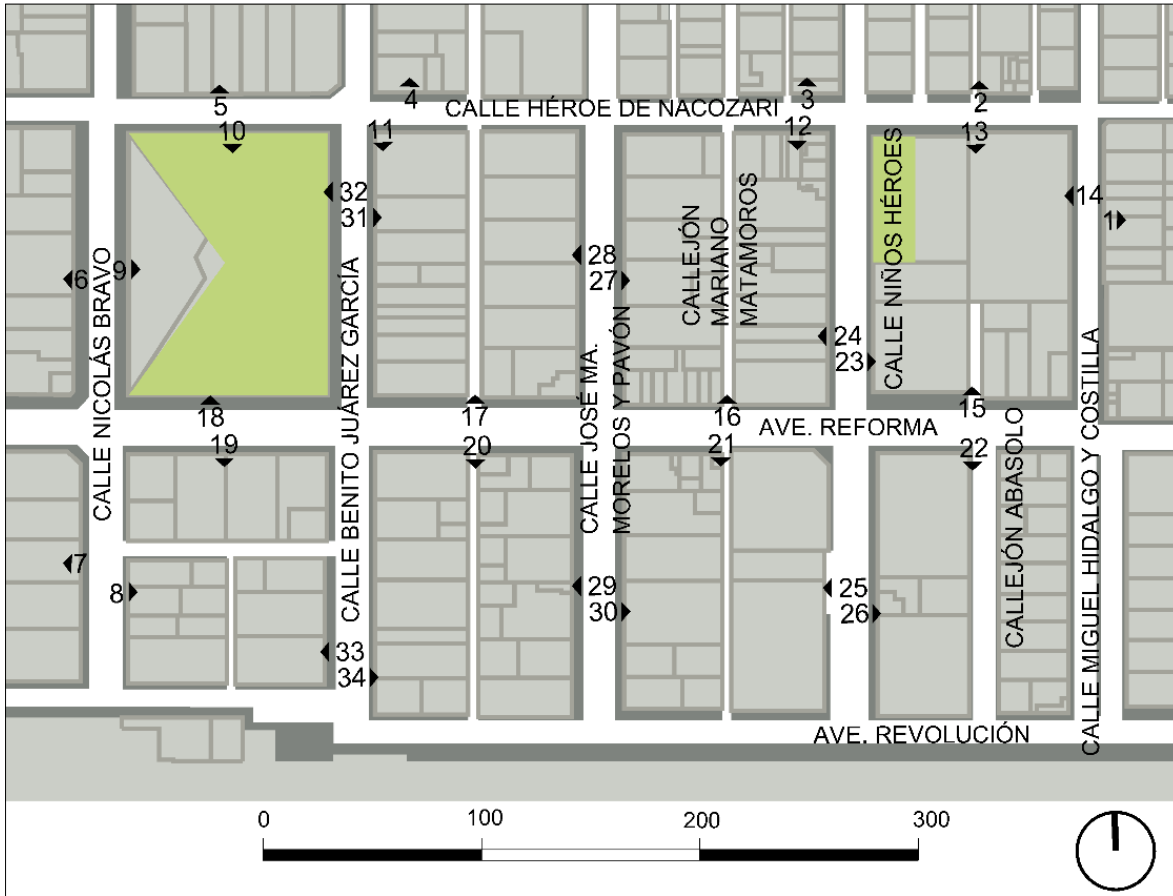 5
4
3
2
CALLE HÉROE DE NACOZARI
10
11
12
13
32
31
14
1
28
27
6
9
24
23
CALLE NICOLÁS BRAVO
CALLE BENITO JUÁREZ GARCÍA
CALLE JOSÉ MA.
MORELOS Y PAVÓN
CALLEJÓN
MARIANO
MATAMOROS
CALLE NIÑOS HÉROES
CALLE MIGUEL HIDALGO Y COSTILLA
18
17
16
15
AVE. REFORMA
19
20
21
22
CALLEJÓN ABASOLO
7
8
29
30
25
26
33
34
AVE. REVOLUCIÓN
0
100
200
300